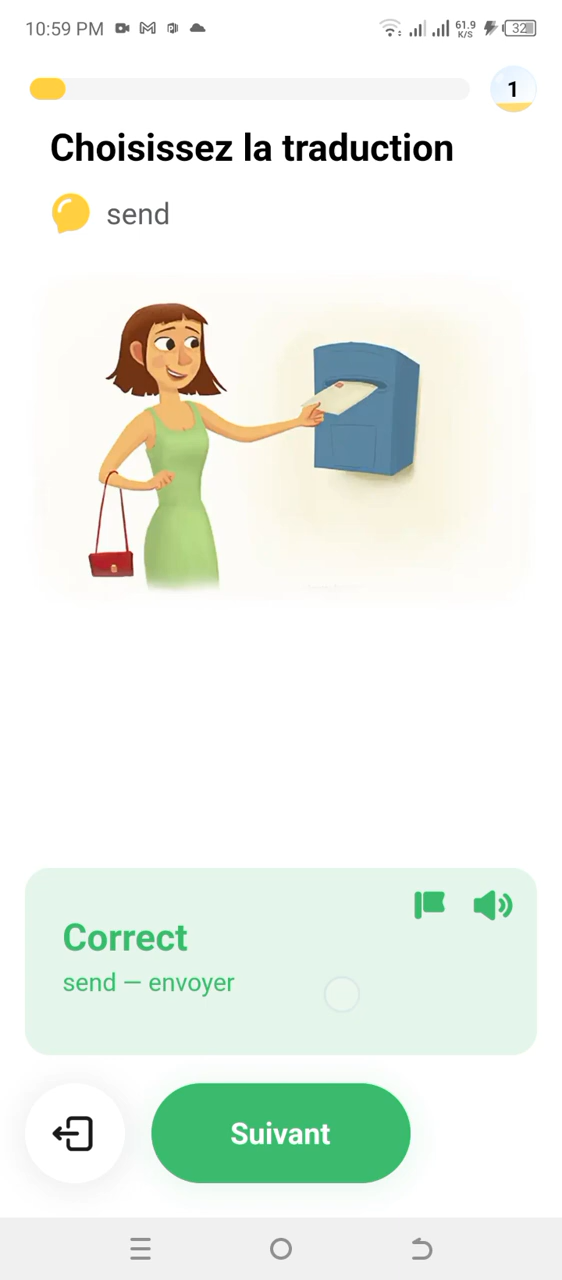 10:59 PM 61.9 K/S 32
1
Choisissez la traduction
send
Correct
send — envoyer
Suivant